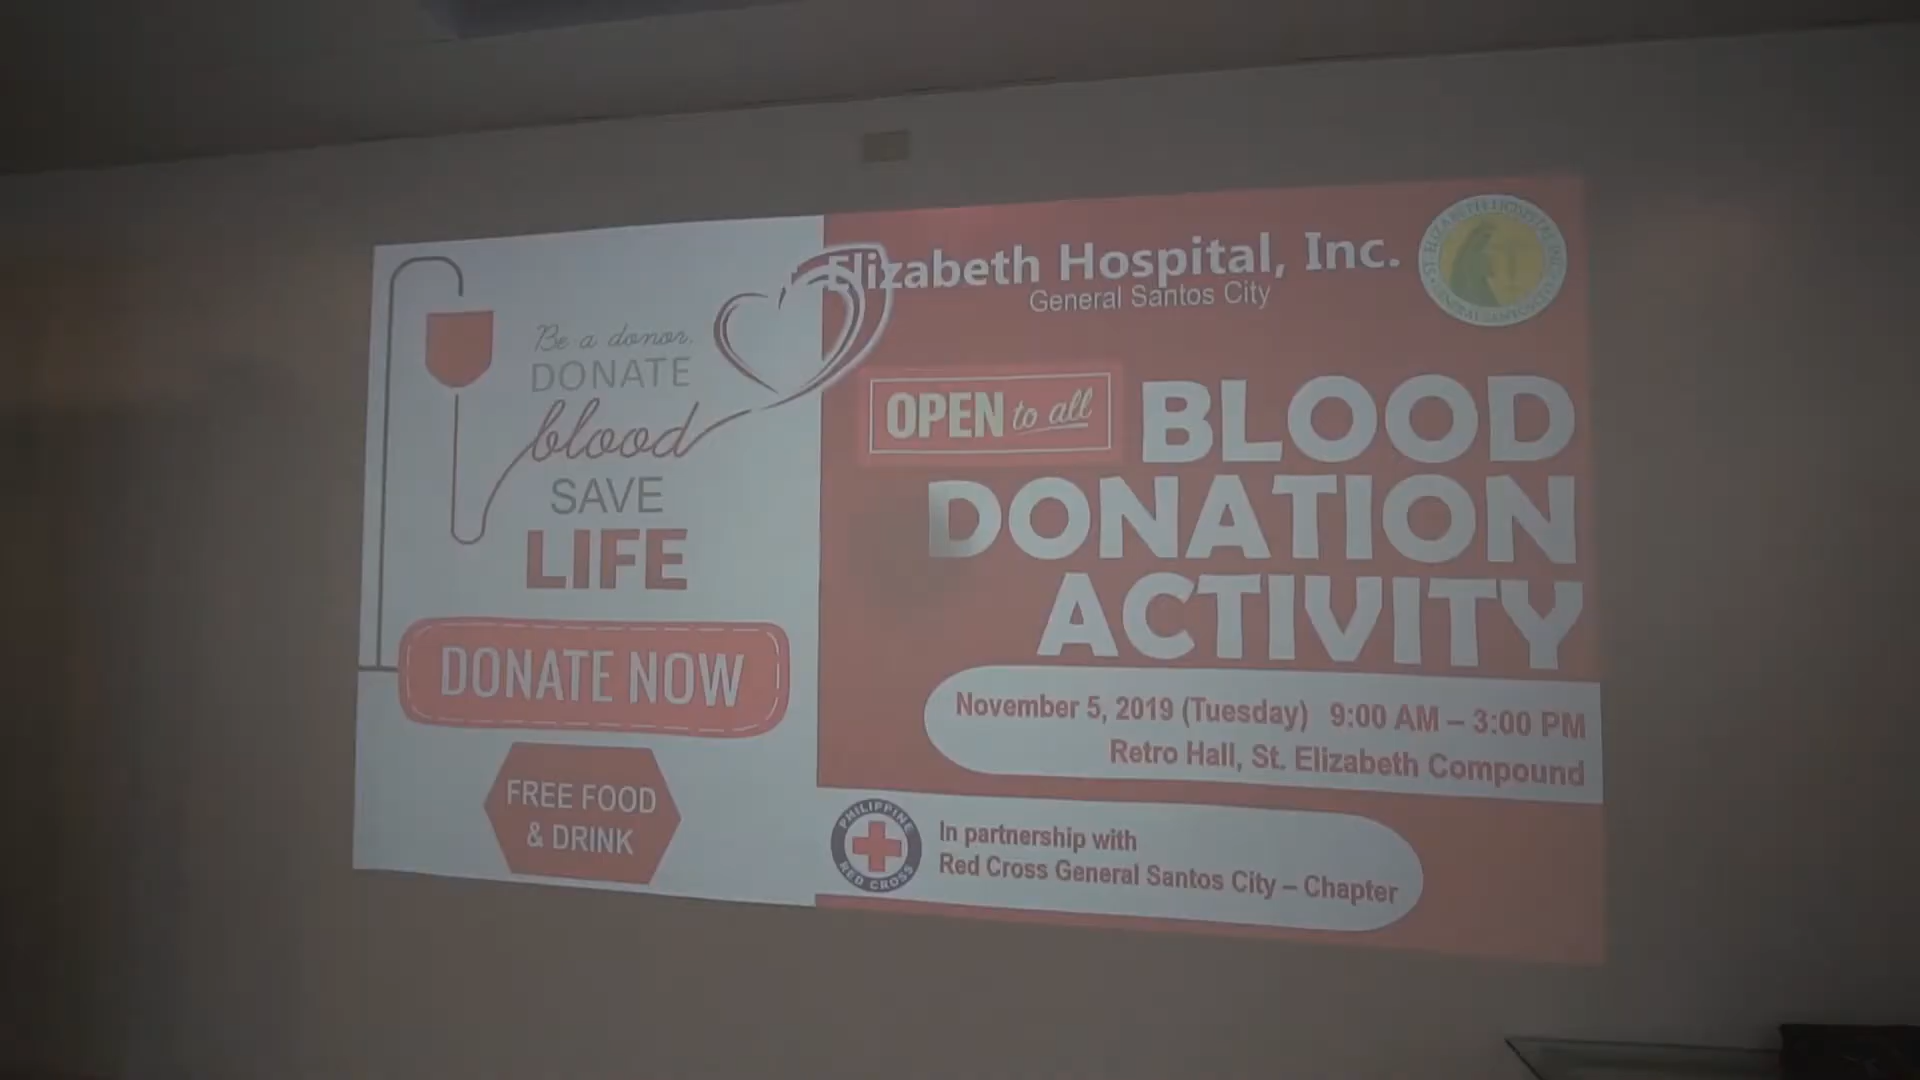 Be a donor.
DONATE
blood
SAVE
LIFE
DONATE NOW
FREE FOOD
& DRINK
Elizabeth Hospital, Inc.
General Santos City
OPEN to all
BLOOD
DONATION
ACTIVITY
November 5, 2019 (Tuesday) 9:00 AM – 3:00 PM
Retro Hall, St. Elizabeth Compound
PHILIPPINE
RED CROSS
In partnership with
Red Cross General Santos City – Chapter